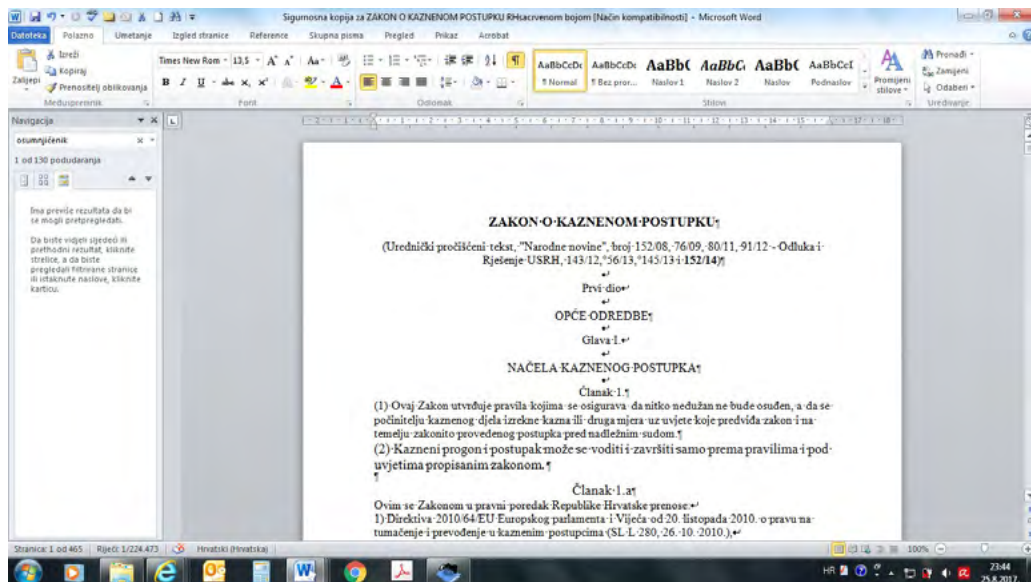 Sigurnosna kopija za ZAKON O KAZNENOM POSTUPKU RHsacrvenom bojom [Način kompatibilnosti] - Microsoft Word
Datoteka Polazno Umetanje Izgled stranice Reference Skupna pisma Pregled Prikaz Acrobat
Zalijepi
Izreži
Kopiraj
Prenositelj oblikovanja
Međuspremnik
Times New Rom 13,5
Font
Odlomak
AaBbCcDc AaBbCcDc AaBbC AaBbC AaBbC AaBbCcI
¶ Normal ¶ Bez pror... Naslov 1 Naslov 2 Naslov Podnaslov
Promijeni stilove
Stilovi
Pronađi
Zamijeni
Odaberi
Uređivanje
Navigacija
osumnjičenik
1 od 130 podudaranja
Ima previše rezultata da bi
se mogli pretpregledati.
Da biste vidjeli sljedeći ili
prethodni rezultat, kliknite
strelice, a da biste
pregledali filtrirane stranice
ili istaknute naslove, kliknite
karticu.
ZAKON·O·KAZNENOM·POSTUPKU¶
(Urednički pročišćeni tekst, "Narodne novine", broj 152/08, 76/09, 80/11, 91/12 - Odluka i
Rješenje USRH, 143/12, 56/13, 145/13 i 152/14)¶
Prvi dio
OPĆE ODREDBE¶
Glava I.
NAČELA KAZNENOG POSTUPKA¶
Članak 1.¶
(1) Ovaj Zakon utvrđuje pravila kojima se osigurava da nitko nedužan ne bude osuđen, a da se
počinitelju kaznenog djela izrekne kazna ili druga mjera uz uvjete koje predviđa zakon i na
temelju zakonito provedenog postupka pred nadležnim sudom.¶
(2) Kazneni progon i postupak može se voditi i završiti samo prema pravilima i pod
uvjetima propisanim zakonom.¶
Članak 1.a¶
Ovim se Zakonom u pravni poredak Republike Hrvatske prenose:
1) Direktiva 2010/64/EU Europskog parlamenta i Vijeća od 20. listopada 2010. o pravu na
tumačenje i prevođenje u kaznenim postupcima (SL L 280, 26. 10. 2010.),
Stranica: 1 od 465 Riječi: 1/224.473 Hrvatski (Hrvatska) 100%
HR 23:44
25.8.2017